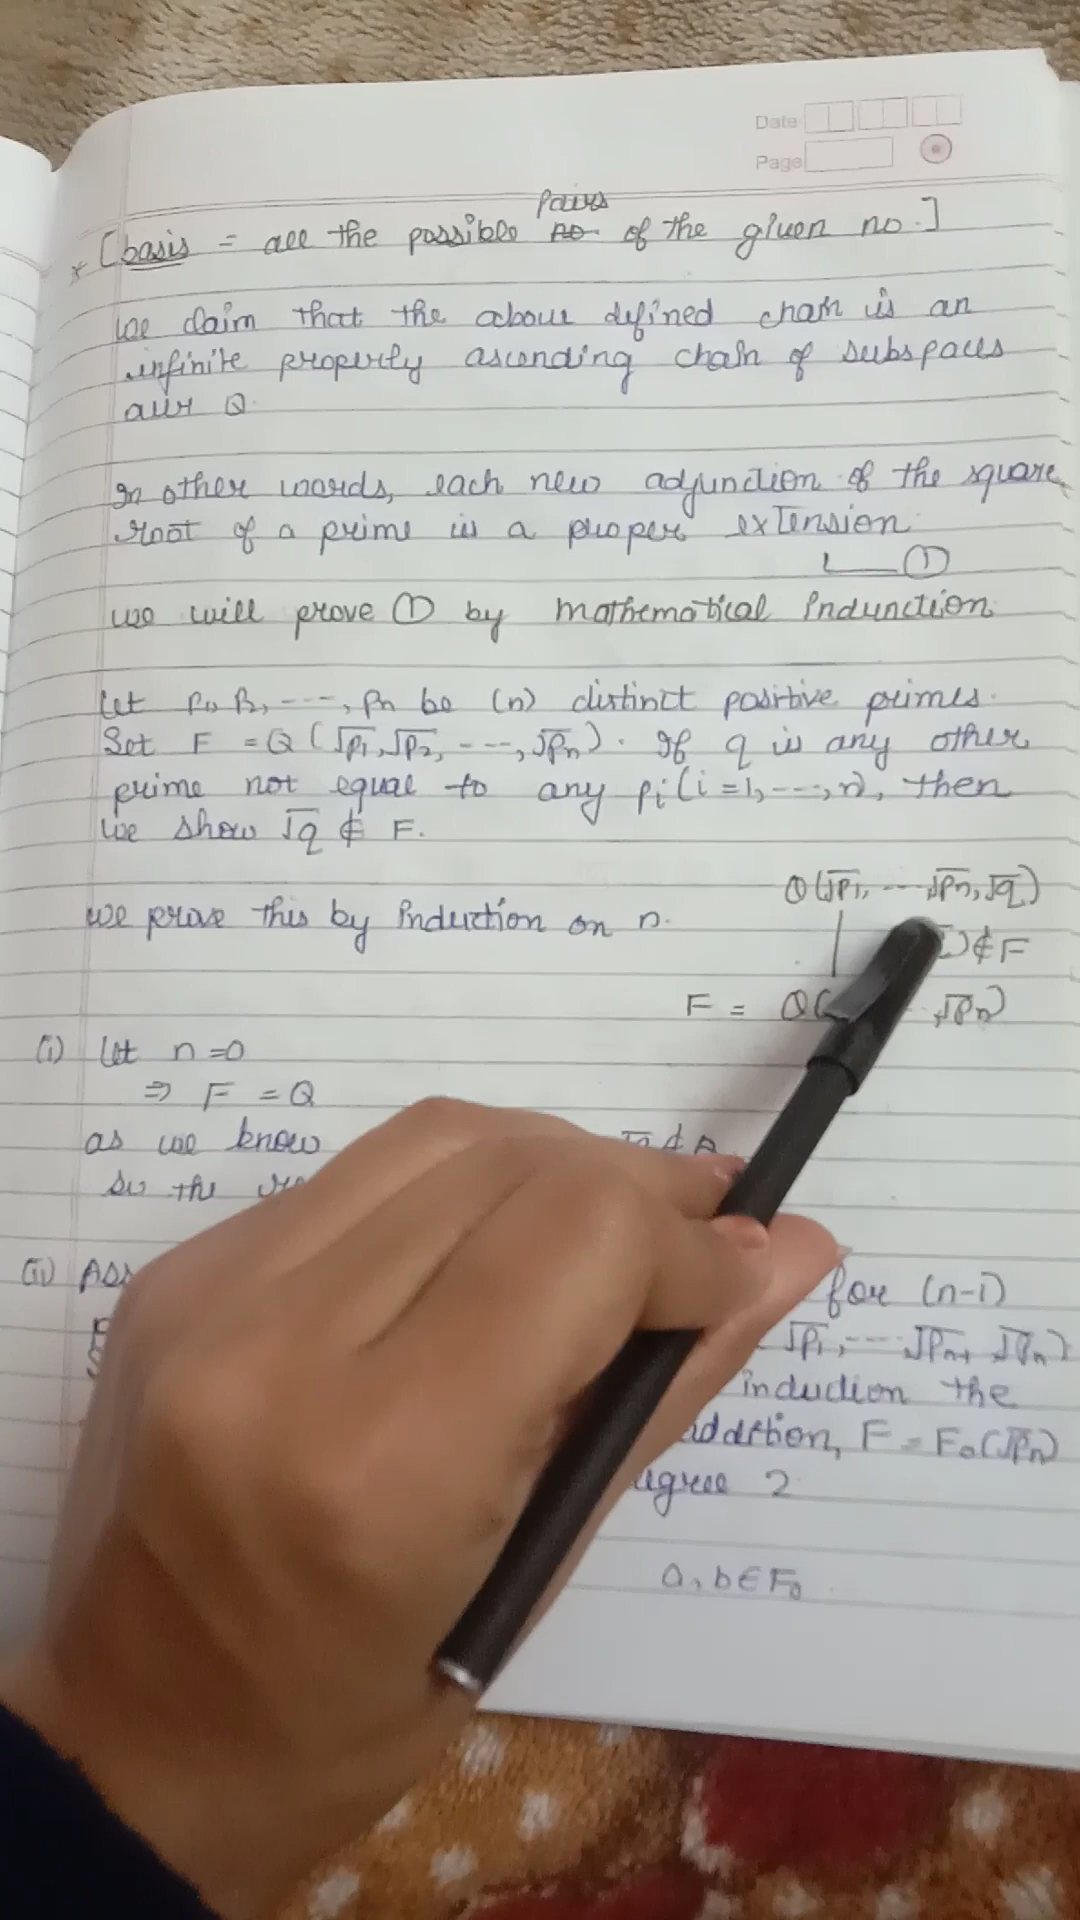 Date
Page
pairs
* [basis = all the possible no. of the given no.]
we claim that the above defined chain is an
infinite properly ascending chain of subspaces
over Q.
In other words, each new adjunction of the square
root of a prime is a proper extension
①
we will prove ① by Mathematical Indunction
Let p₁, p₂, ---, pn be (n) distinct positive primes.
Set F = Q(√p₁, √p₂, ---, √pn). If q is any other
prime not equal to any pi (i=1, ---, n), then
we show √q ∉ F.
Q(√p₁, ---, √pn, √q)
we prove this by induction on n.
∉ F
F = Q( √pn)
(i) Let n=0
⇒ F = Q
as we know ∉ Q
so the
(ii) for (n-1)
√p₁, --- √pn-1, √pn)
induction the
addition, F = F₀(√pn)
degree 2
a, b ∈ F₀